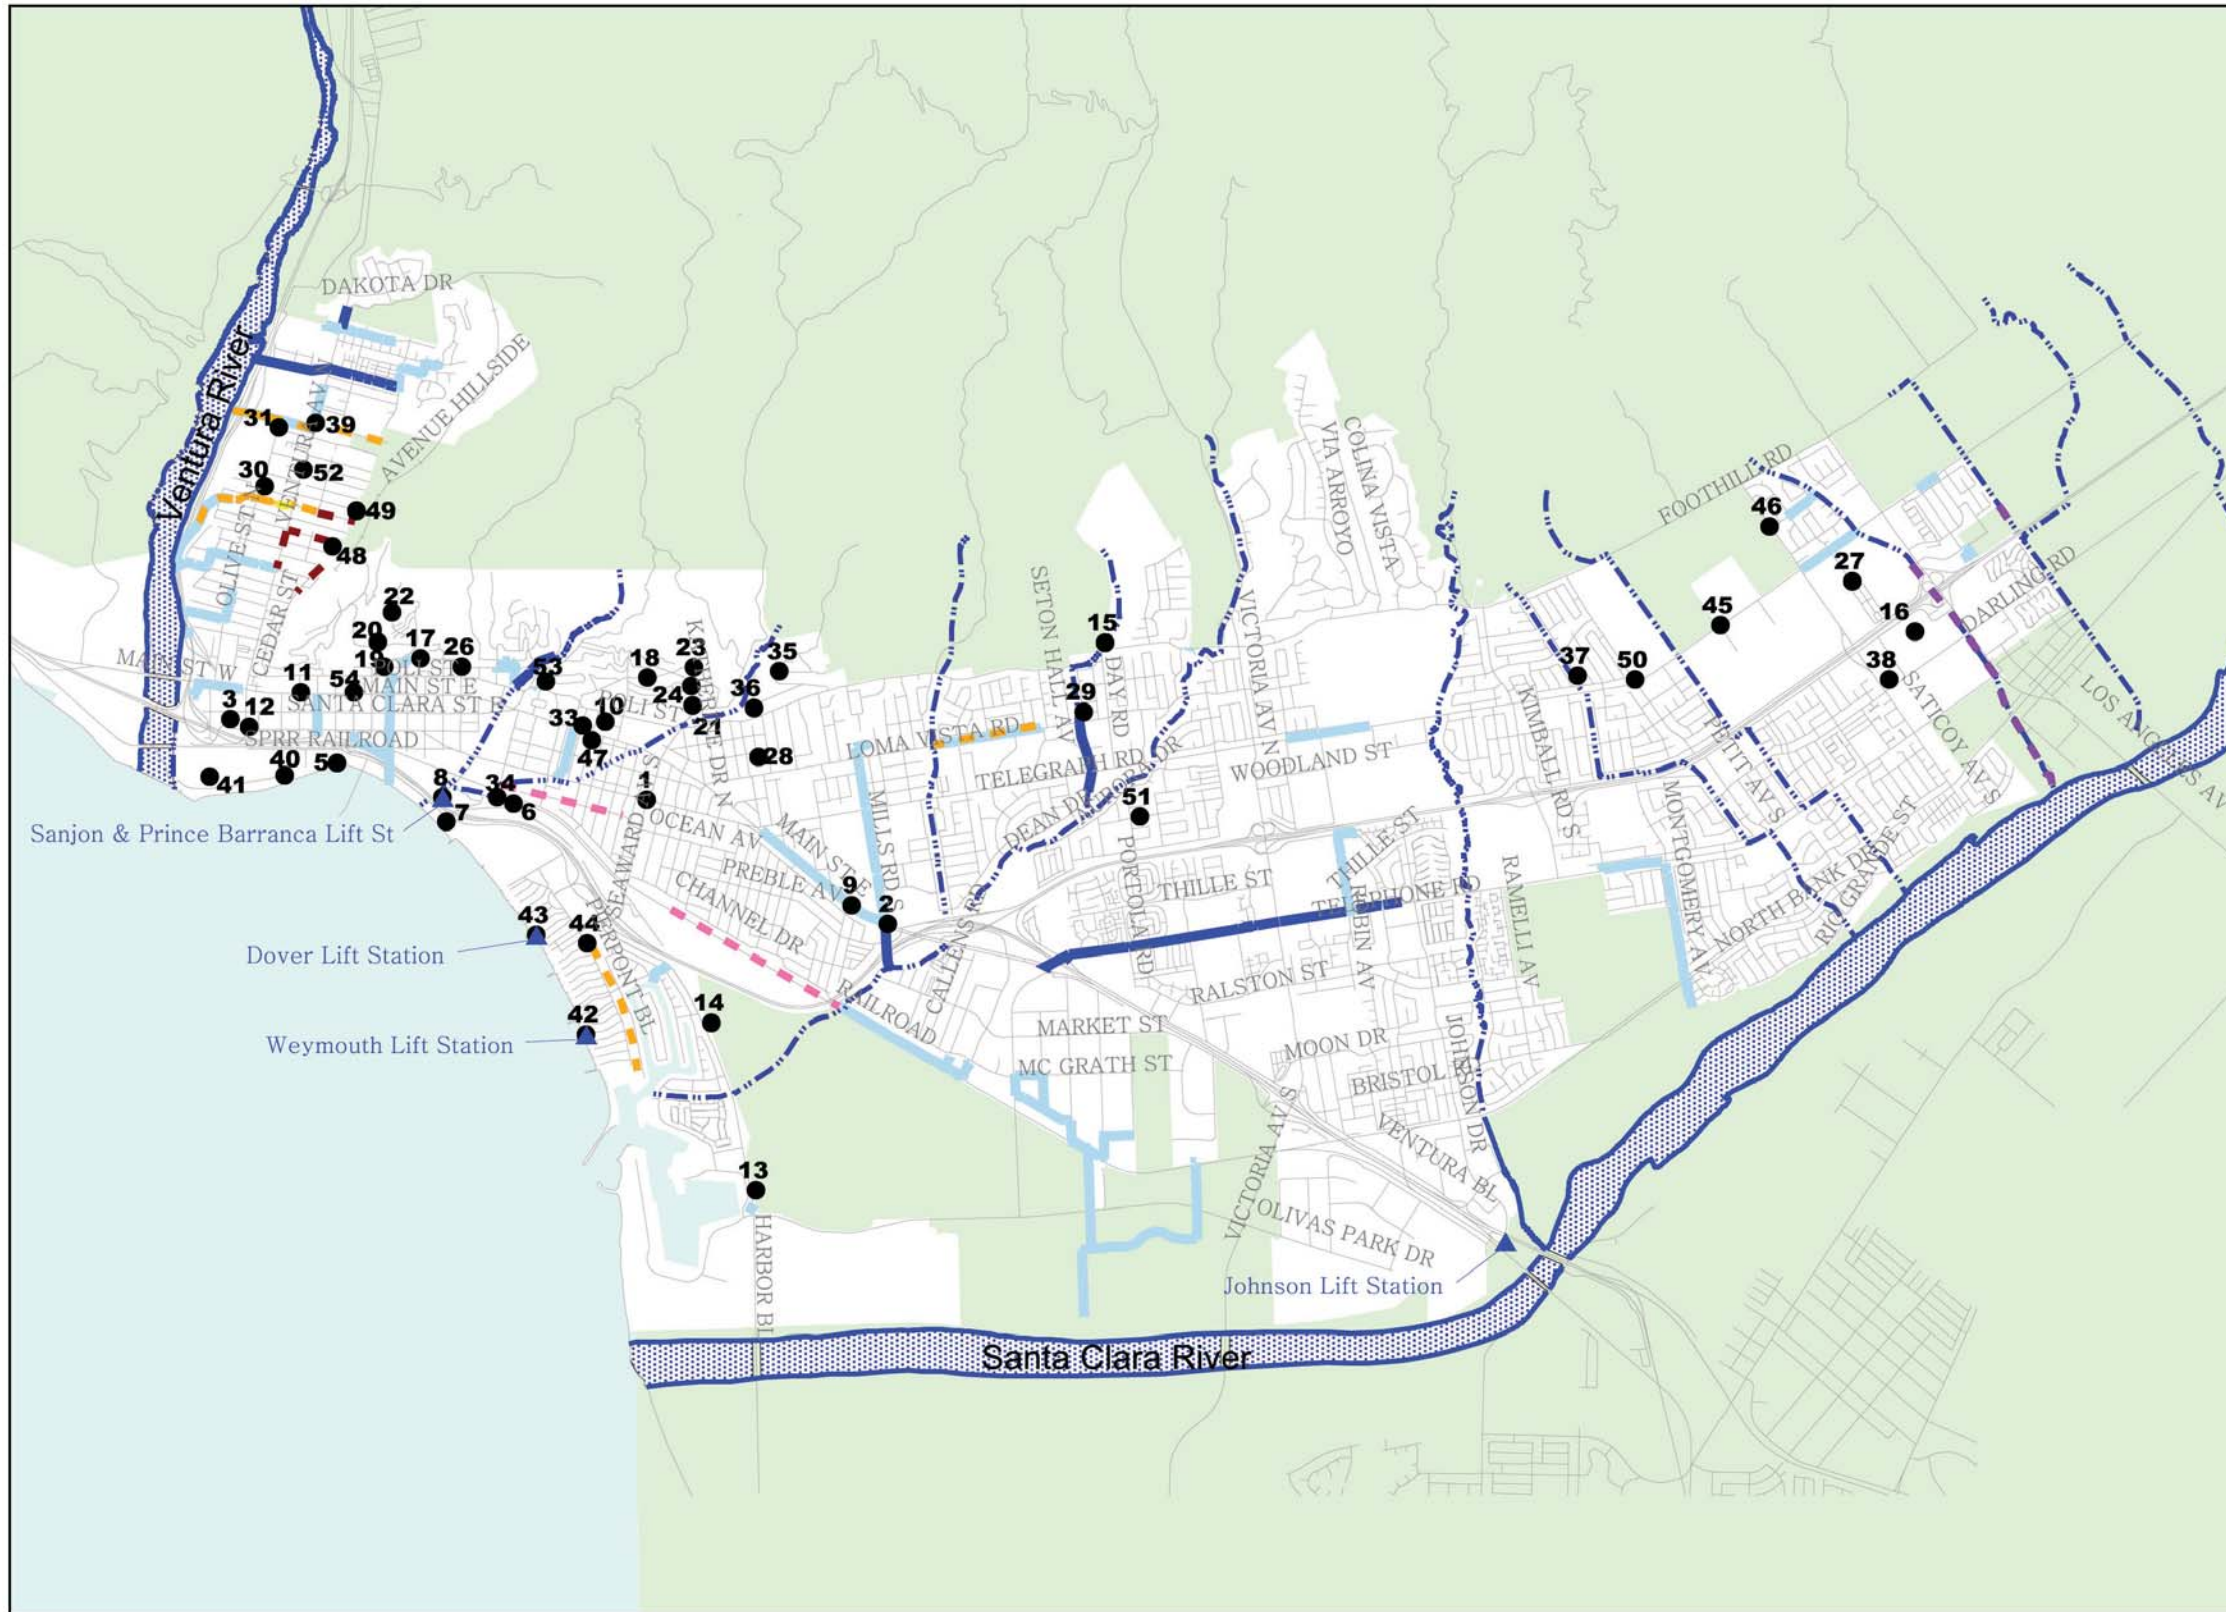 DAKOTA DR
Ventura River
AVENUE HILLSIDE
VENTURA AV N
31
39
30
52
49
48
OLIVE ST N
CEDAR ST
22
20
19
17
26
MAIN ST W
11
54
POLI ST
MAIN ST E
SANTA CLARA ST E
3
12
SPRR RAILROAD
41
40
5
53
18
23
24
21
35
36
28
33
10
47
POLI ST
8
7
34
6
1
Sanjon & Prince Barranca Lift St
SEAWARD AV S
OCEAN AV
PREBLE AV
CHANNEL DR
MAIN ST E
MILLS RD S
9
2
LOMA VISTA RD
TELEGRAPH RD
SETON HALL AV
DAY RD
15
29
51
VICTORIA AV N
VIA ARROYO
COLINA VISTA
WOODLAND ST
PORTOLA RD
THILLE ST
THILLE ST
TELEPHONE RD
RAMELLI AV
KIMBALL RD S
MONTGOMERY AV
PETIT AV S
NORTH BANK DR
RIO GRANDE ST
FOOTHILL RD
46
27
45
16
37
50
38
DARLING RD
SATICOY AV S
LOS ANGELES AV
43
44
Dover Lift Station
PIERPONT BL
42
Weymouth Lift Station
14
RAILROAD
CALLENS RD
MARKET ST
MC GRATH ST
RALSTON ST
MOON DR
BRISTOL RD
JOHNSON DR
VENTURA BL
VICTORIA AV S
OLIVAS PARK DR
13
HARBOR BL
Johnson Lift Station
Santa Clara River